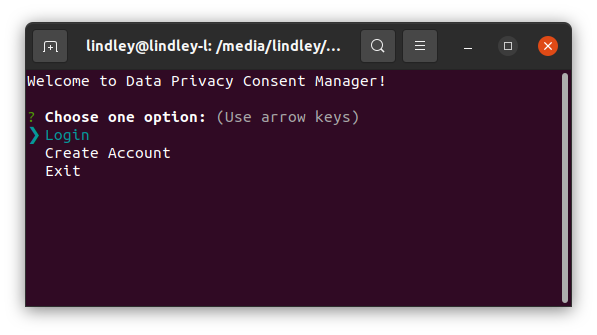 lindley@lindley-l: /media/lindley/...
Welcome to Data Privacy Consent Manager!
? Choose one option: (Use arrow keys)
❯ Login
Create Account
Exit